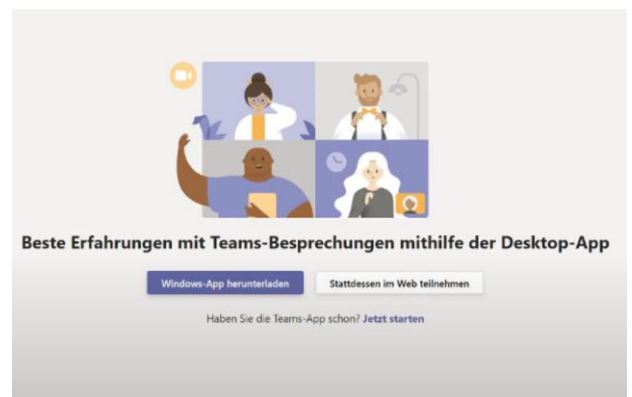 Beste Erfahrungen mit Teams-Besprechungen mithilfe der Desktop-App
Windows-App herunterladen
Stattdessen im Web teilnehmen
Haben Sie die Teams-App schon? Jetzt starten